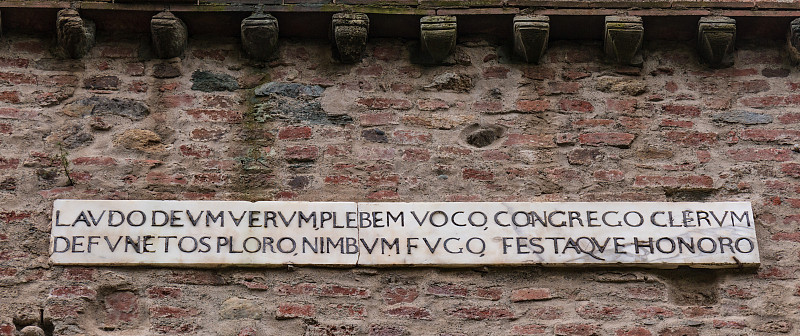 LAVDO DEVM VERVM, PLEBEM VOCO, CONGREGO CLERVM
DEFVNETOS PLORO, NIMBVM FVGO, FESTAQVE HONORO